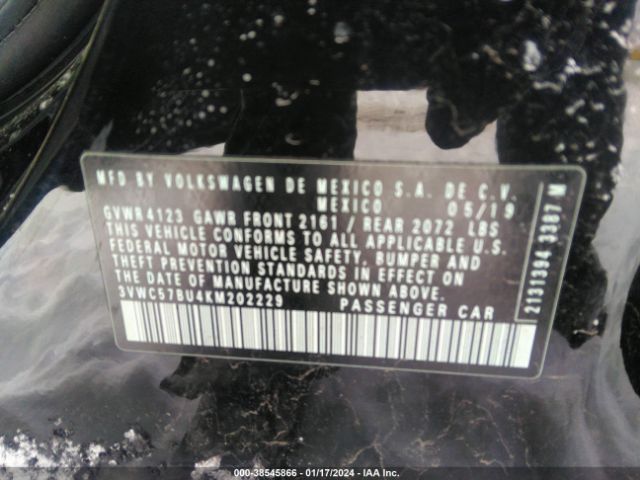 MFD BY VOLKSWAGEN DE MEXICO S.A. DE C.V.
MEXICO 05/19
GVWR 4123 GAWR FRONT 2161 / REAR 2072 LBS
THIS VEHICLE CONFORMS TO ALL APPLICABLE U.S.
FEDERAL MOTOR VEHICLE SAFETY, BUMPER AND
THEFT PREVENTION STANDARDS IN EFFECT ON
THE DATE OF MANUFACTURE SHOWN ABOVE
3VWC57BU4KM202229 PASSENGER CAR
2191394 3387 M
000-38545866 - 01/17/2024 - IAA Inc.